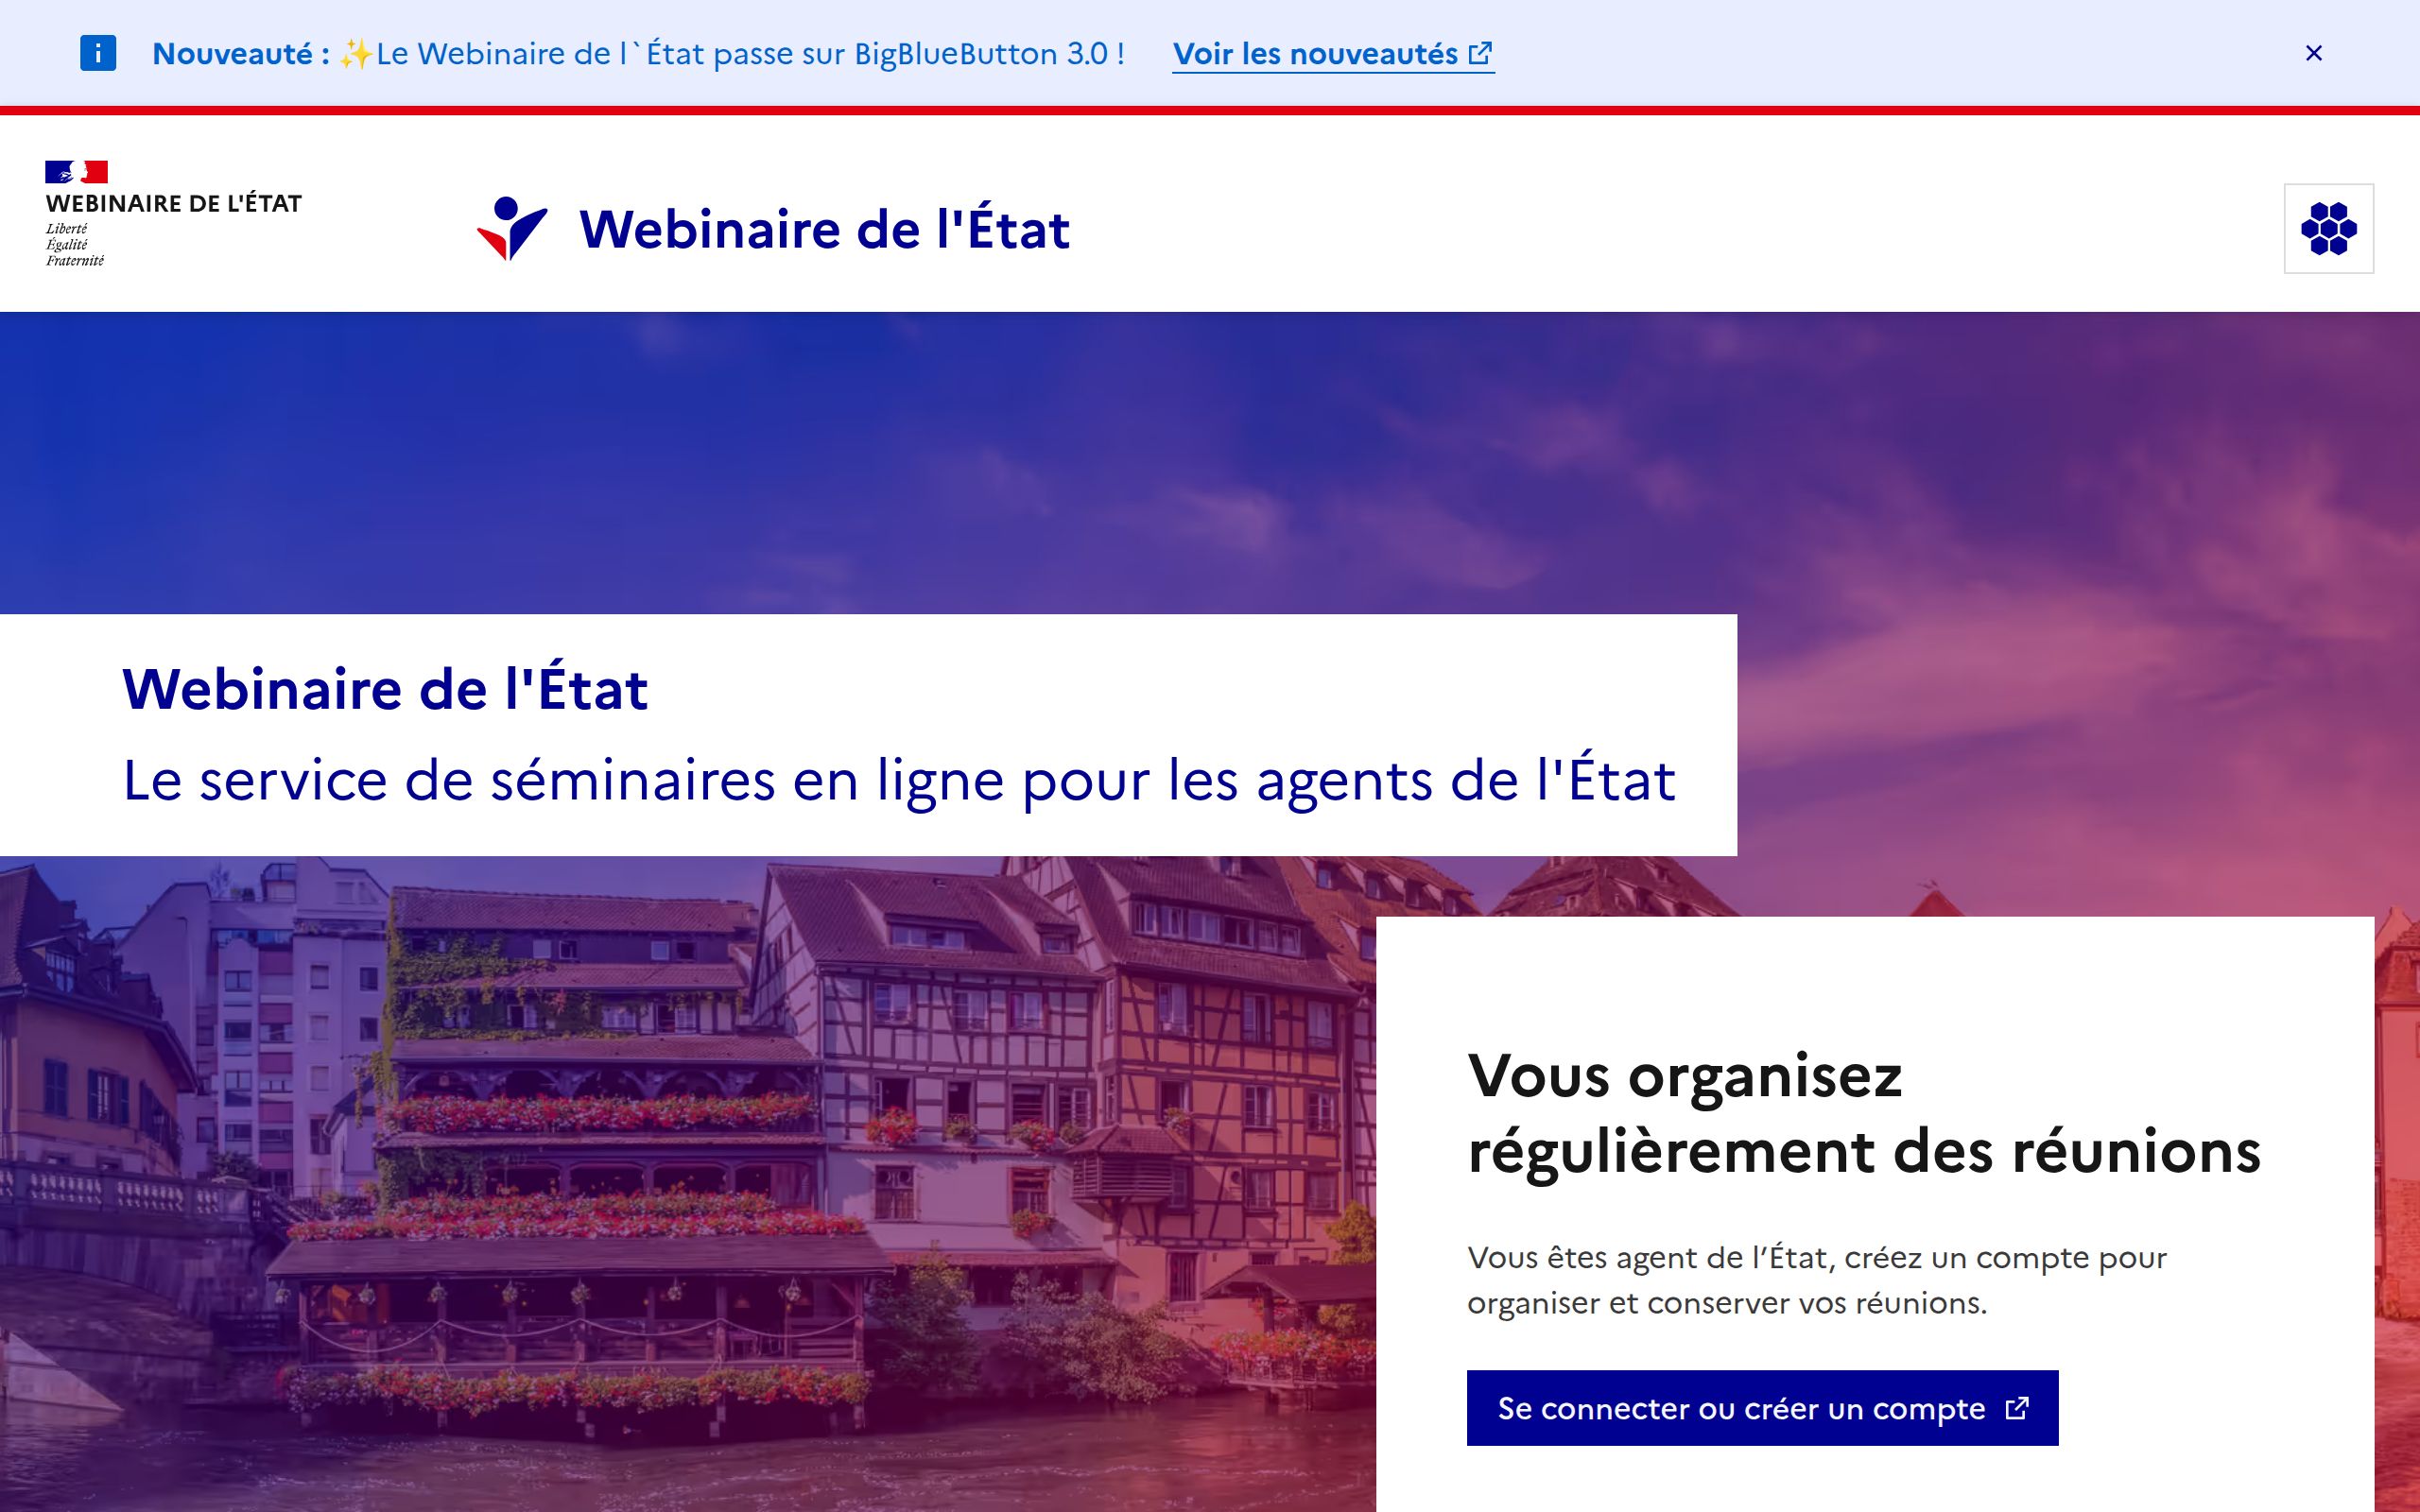 Nouveauté : ✨Le Webinaire de l`État passe sur BigBlueButton 3.0 ! Voir les nouveautés
WEBINAIRE DE L'ÉTAT
Liberté
Égalité
Fraternité
Webinaire de l'État
Webinaire de l'État
Le service de séminaires en ligne pour les agents de l'État
Vous organisez
régulièrement des réunions
Vous êtes agent de l’État, créez un compte pour
organiser et conserver vos réunions.
Se connecter ou créer un compte